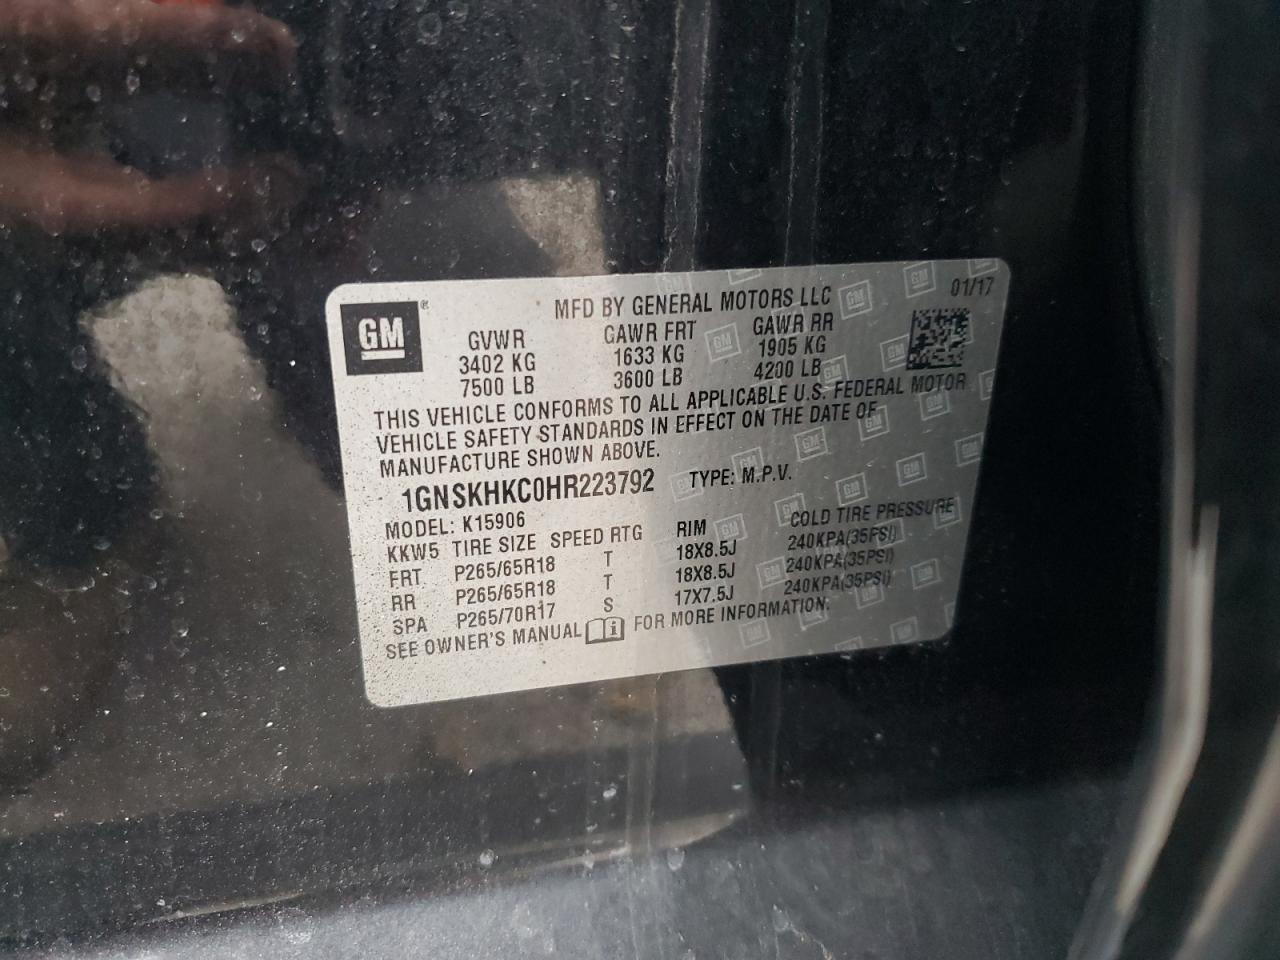 GM®
MFD BY GENERAL MOTORS LLC 01/17
GVWR GAWR FRT GAWR RR
3402 KG 1633 KG 1905 KG
7500 LB 3600 LB 4200 LB
THIS VEHICLE CONFORMS TO ALL APPLICABLE U.S. FEDERAL MOTOR
VEHICLE SAFETY STANDARDS IN EFFECT ON THE DATE OF
MANUFACTURE SHOWN ABOVE.
1GNSKHKC0HR223792 TYPE: M.P.V.
MODEL: K15906
KKW5 TIRE SIZE SPEED RTG RIM COLD TIRE PRESSURE
FRT P265/65R18 T 18X8.5J 240KPA(35PSI)
RR P265/65R18 T 18X8.5J 240KPA(35PSI)
SPA P265/70R17 S 17X7.5J 240KPA(35PSI)
SEE OWNER'S MANUAL FOR MORE INFORMATION.